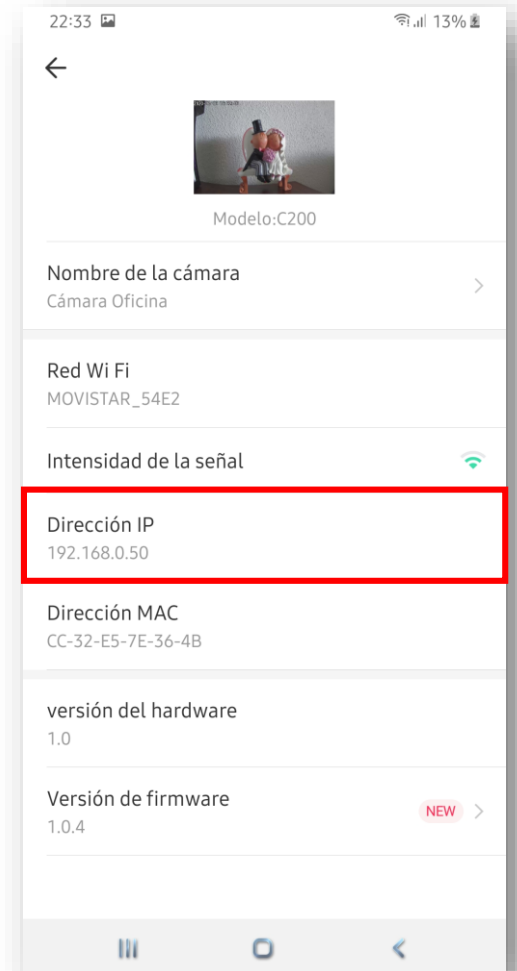 22:33 13%
Modelo:C200
Nombre de la cámara
Cámara Oficina
Red Wi Fi
MOVISTAR_54E2
Intensidad de la señal
Dirección IP
192.168.0.50
Dirección MAC
CC-32-E5-7E-36-4B
versión del hardware
1.0
Versión de firmware
NEW
1.0.4